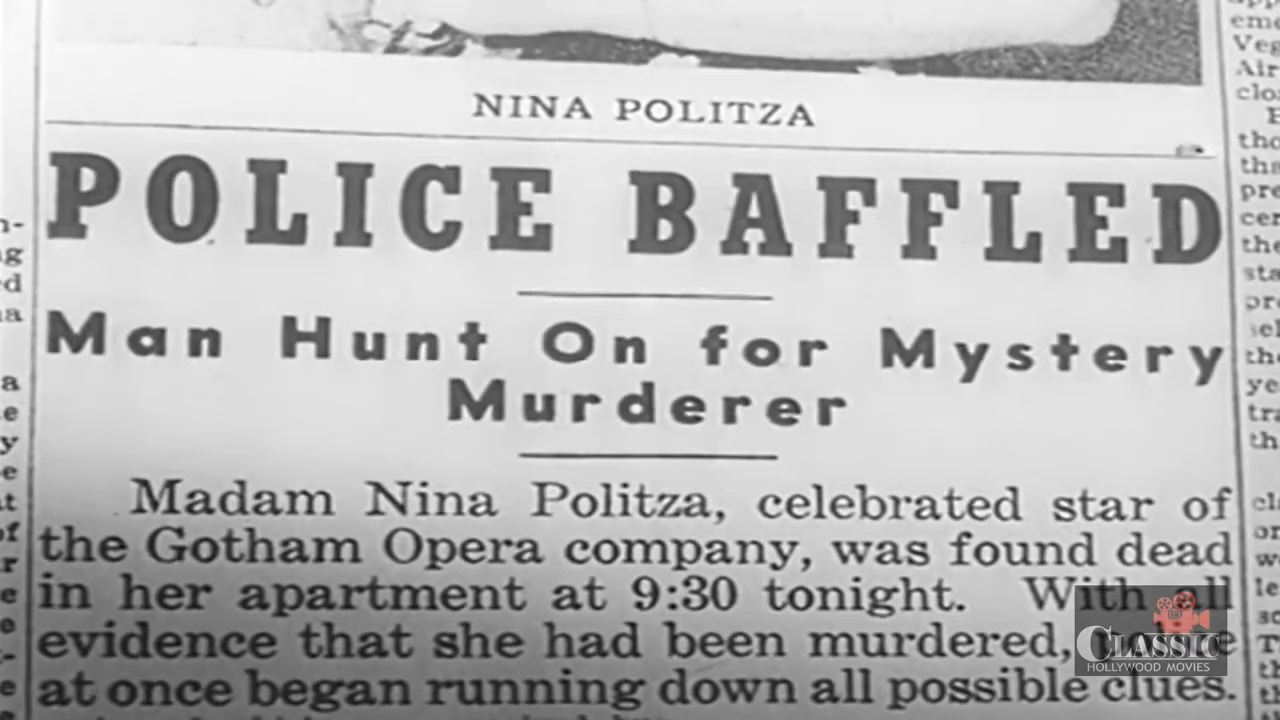 NINA POLITZA
POLICE BAFFLED
Man Hunt On for Mystery
Murderer
Madam Nina Politza, celebrated star of
the Gotham Opera company, was found dead
in her apartment at 9:30 tonight. With all
evidence that she had been murdered,
at once began running down all possible clues.
CLASSIC
HOLLYWOOD MOVIES